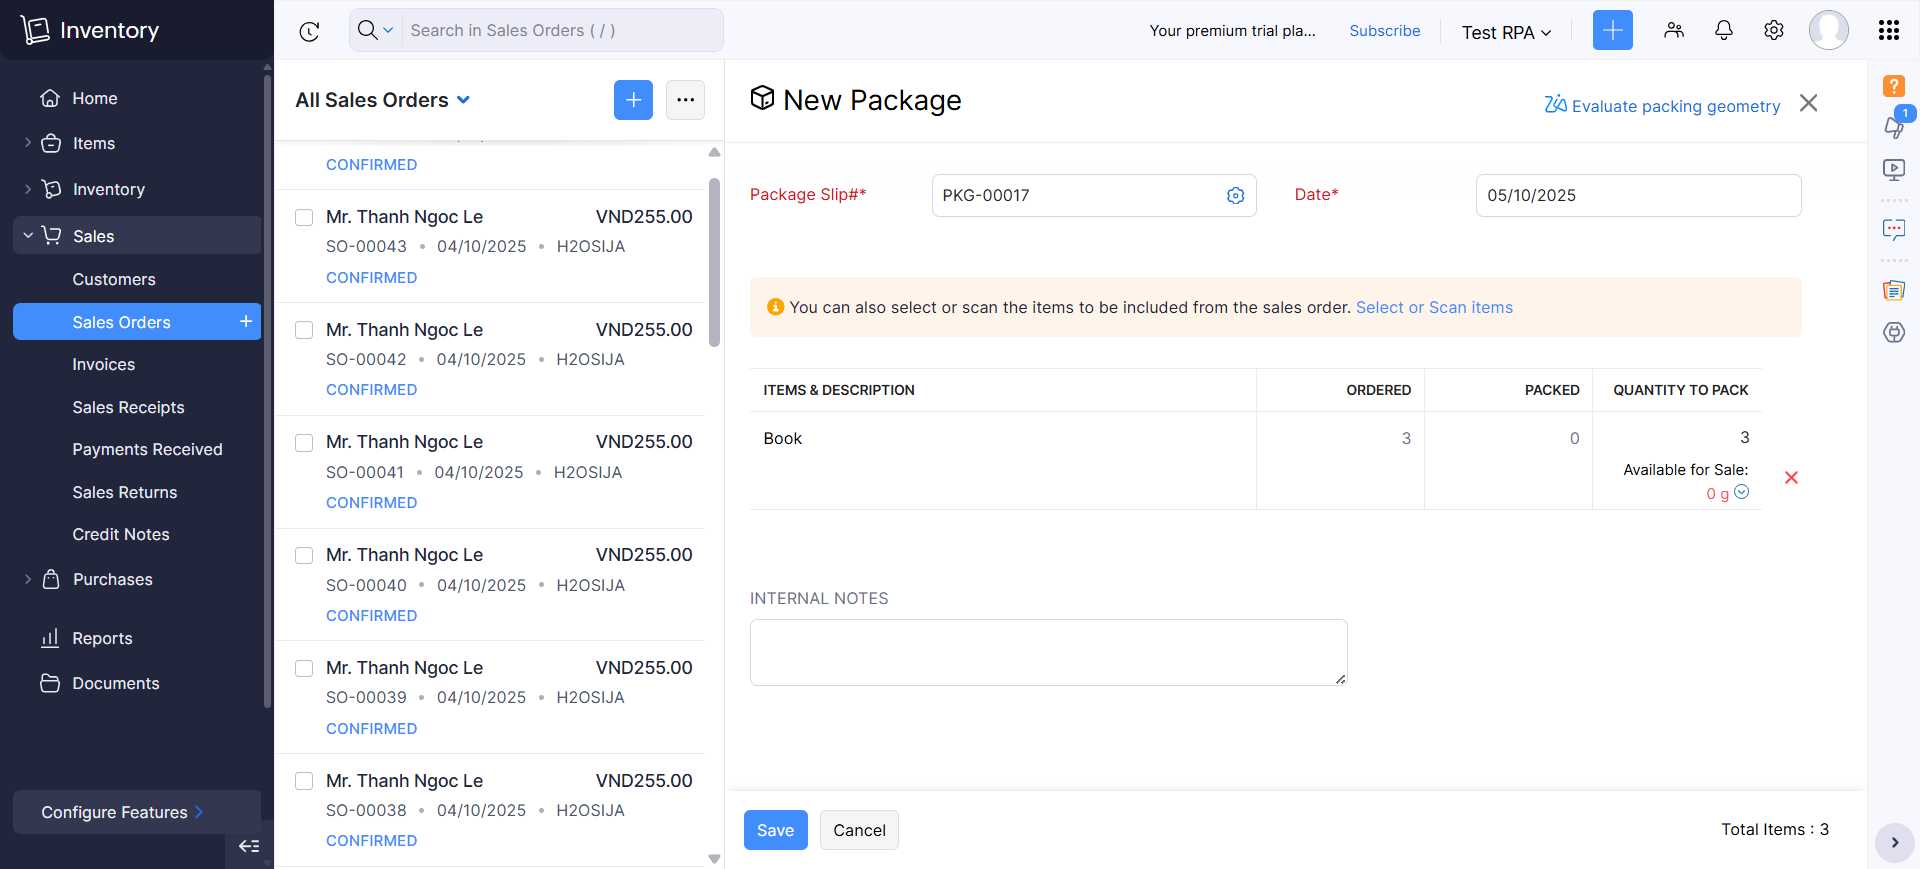 Inventory
Search in Sales Orders ( / )
Your premium trial pla...
Subscribe
Test RPA
Home
Items
Inventory
Sales
Customers
Sales Orders
Invoices
Sales Receipts
Payments Received
Sales Returns
Credit Notes
Purchases
Reports
Documents
Configure Features
All Sales Orders
CONFIRMED
Mr. Thanh Ngoc Le VND255.00
SO-00043 • 04/10/2025 • H2OSIJA
CONFIRMED
Mr. Thanh Ngoc Le VND255.00
SO-00042 • 04/10/2025 • H2OSIJA
CONFIRMED
Mr. Thanh Ngoc Le VND255.00
SO-00041 • 04/10/2025 • H2OSIJA
CONFIRMED
Mr. Thanh Ngoc Le VND255.00
SO-00040 • 04/10/2025 • H2OSIJA
CONFIRMED
Mr. Thanh Ngoc Le VND255.00
SO-00039 • 04/10/2025 • H2OSIJA
CONFIRMED
Mr. Thanh Ngoc Le VND255.00
SO-00038 • 04/10/2025 • H2OSIJA
CONFIRMED
New Package
Evaluate packing geometry
Package Slip#* PKG-00017
Date* 05/10/2025
You can also select or scan the items to be included from the sales order. Select or Scan items
ITEMS & DESCRIPTION ORDERED PACKED QUANTITY TO PACK
Book 3 0 3
Available for Sale:
0 g
INTERNAL NOTES
Save
Cancel
Total Items : 3
?
1